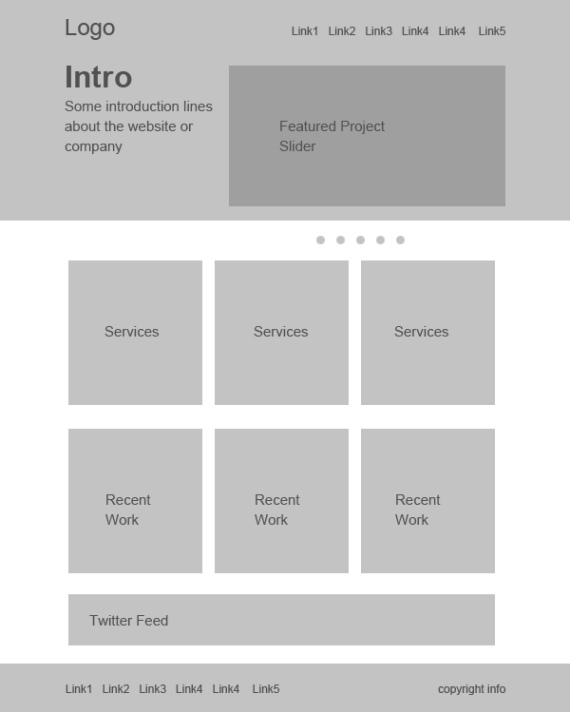 Logo
Link1 Link2 Link3 Link4 Link4 Link5
Intro
Some introduction lines
about the website or
company
Featured Project
Slider
Services
Services
Services
Recent
Work
Recent
Work
Recent
Work
Twitter Feed
Link1 Link2 Link3 Link4 Link4 Link5
copyright info